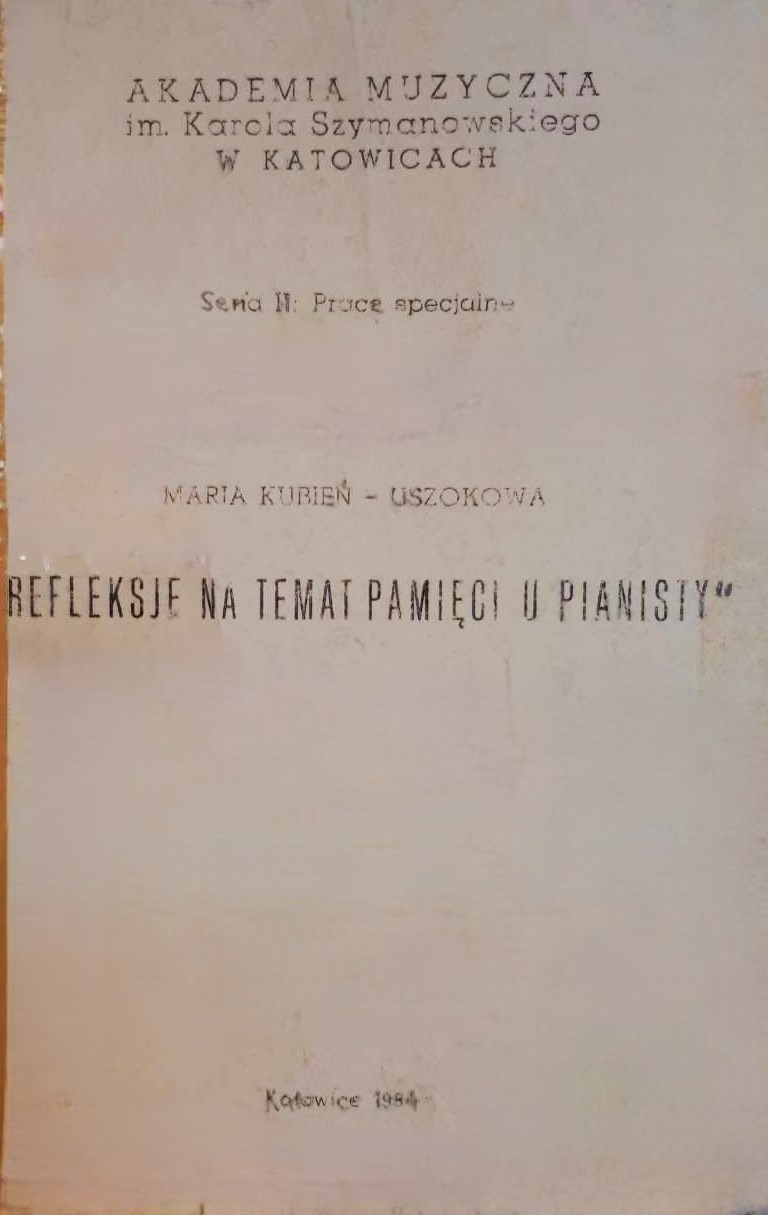 AKADEMIA MUZYCZNA
im. Karola Szymanowskiego
W KATOWICACH
Seria II: Prace specjalne
MARIA KUBIEŃ - USZOKOWA
REFLEKSJE NA TEMAT PAMIĘCI U PIANISTY"
Katowice 1984